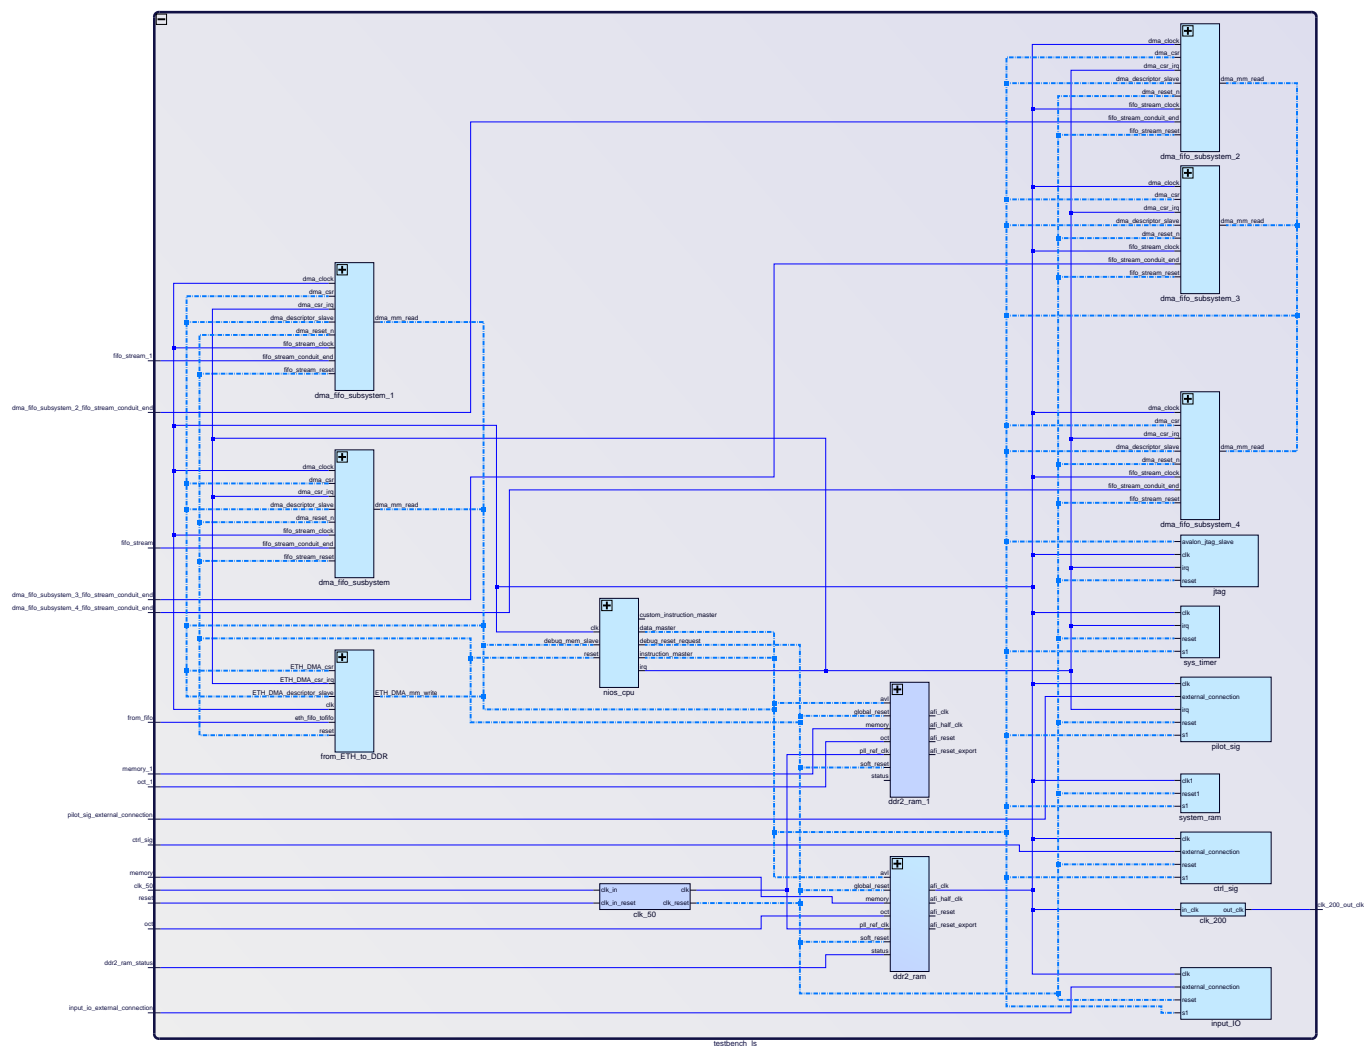 dma_clock
dma_csr
dma_csr_irq
dma_descriptor_slave
dma_mm_read
dma_reset_n
fifo_stream_clock
fifo_stream_conduit_end
fifo_stream_reset
dma_fifo_subsystem_2
dma_clock
dma_csr
dma_csr_irq
dma_descriptor_slave
dma_mm_read
dma_reset_n
fifo_stream_clock
fifo_stream_conduit_end
fifo_stream_reset
dma_fifo_subsystem_3
dma_clock
dma_csr
dma_csr_irq
dma_descriptor_slave
dma_mm_read
dma_reset_n
fifo_stream_clock
fifo_stream_conduit_end
fifo_stream_reset
dma_fifo_subsystem_1
fifo_stream_1
dma_fifo_subsystem_2_fifo_stream_conduit_end
dma_clock
dma_csr
dma_csr_irq
dma_descriptor_slave
dma_mm_read
dma_reset_n
fifo_stream_clock
fifo_stream_conduit_end
fifo_stream_reset
dma_fifo_subsystem_4
dma_clock
dma_csr
dma_csr_irq
dma_descriptor_slave
dma_mm_read
dma_reset_n
fifo_stream_clock
fifo_stream_conduit_end
fifo_stream_reset
dma_fifo_susbystem
fifo_stream
avalon_jtag_slave
clk
irq
reset
jtag
dma_fifo_subsystem_3_fifo_stream_conduit_end
dma_fifo_subsystem_4_fifo_stream_conduit_end
custom_instruction_master
clk
data_master
debug_mem_slave
debug_reset_request
reset
instruction_master
irq
nios_cpu
clk
irq
reset
s1
sys_timer
ETH_DMA_csr
ETH_DMA_csr_irq
ETH_DMA_descriptor_slave
ETH_DMA_mm_write
clk
eth_fifo_tofifo
reset
from_ETH_to_DDR
from_fifo
clk
external_connection
irq
reset
s1
pilot_sig
avl
global_reset
afi_clk
memory
afi_half_clk
oct
afi_reset
pll_ref_clk
afi_reset_export
soft_reset
status
ddr2_ram_1
memory_1
oct_1
clk1
reset1
s1
system_ram
pilot_sig_external_connection
ctrl_sig
clk
external_connection
reset
s1
ctrl_sig
memory
clk_50
reset
oct
clk_in
clk
clk_in_reset
clk_reset
clk_50
avl
global_reset
afi_clk
memory
afi_half_clk
oct
afi_reset
pll_ref_clk
afi_reset_export
soft_reset
status
ddr2_ram
in_clk
out_clk
clk_200
clk_200_out_clk
ddr2_ram_status
clk
external_connection
reset
s1
input_IO
input_io_external_connection
testbench_ls